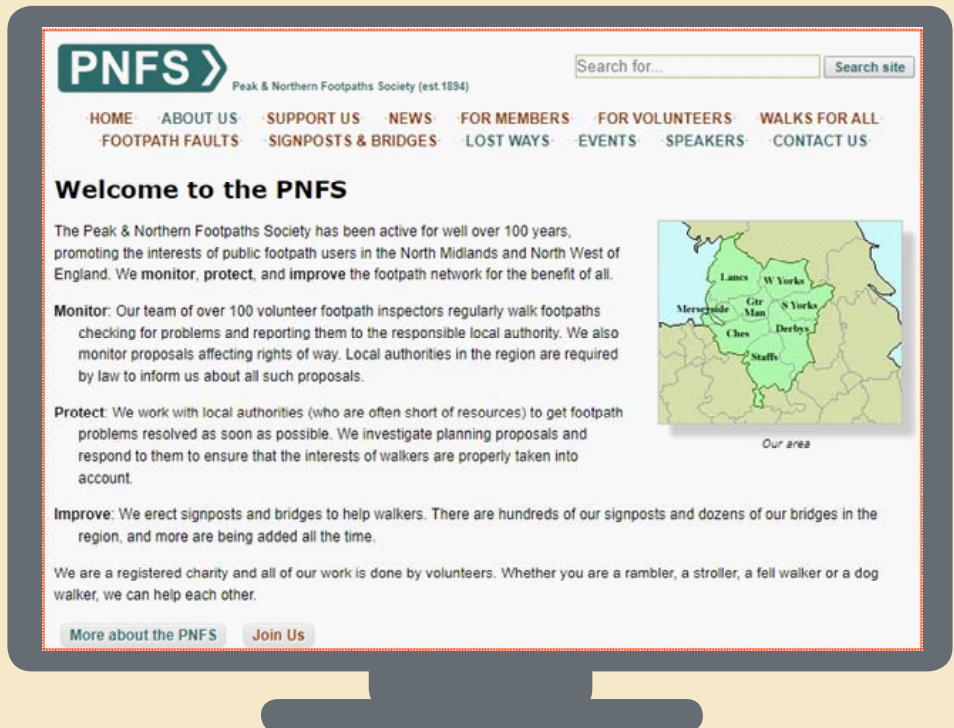 PNFS
Peak & Northern Footpaths Society (est.1894)
Search for...
Search site
·HOME· ·ABOUT US· ·SUPPORT US· ·NEWS· ·FOR MEMBERS· ·FOR VOLUNTEERS· ·WALKS FOR ALL·
·FOOTPATH FAULTS· ·SIGNPOSTS & BRIDGES· ·LOST WAYS· ·EVENTS· ·SPEAKERS· ·CONTACT US·
Welcome to the PNFS
The Peak & Northern Footpaths Society has been active for well over 100 years,
promoting the interests of public footpath users in the North Midlands and North West of
England. We monitor, protect, and improve the footpath network for the benefit of all.
Monitor: Our team of over 100 volunteer footpath inspectors regularly walk footpaths
checking for problems and reporting them to the responsible local authority. We also
monitor proposals affecting rights of way. Local authorities in the region are required
by law to inform us about all such proposals.
Protect: We work with local authorities (who are often short of resources) to get footpath
problems resolved as soon as possible. We investigate planning proposals and
respond to them to ensure that the interests of walkers are properly taken into
account.
Lancs
W Yorks
Merseyside
Gtr
Man
S Yorks
Ches
Derbys
Staffs
Our area
Improve: We erect signposts and bridges to help walkers. There are hundreds of our signposts and dozens of our bridges in the
region, and more are being added all the time.
We are a registered charity and all of our work is done by volunteers. Whether you are a rambler, a stroller, a fell walker or a dog
walker, we can help each other.
More about the PNFS
Join Us